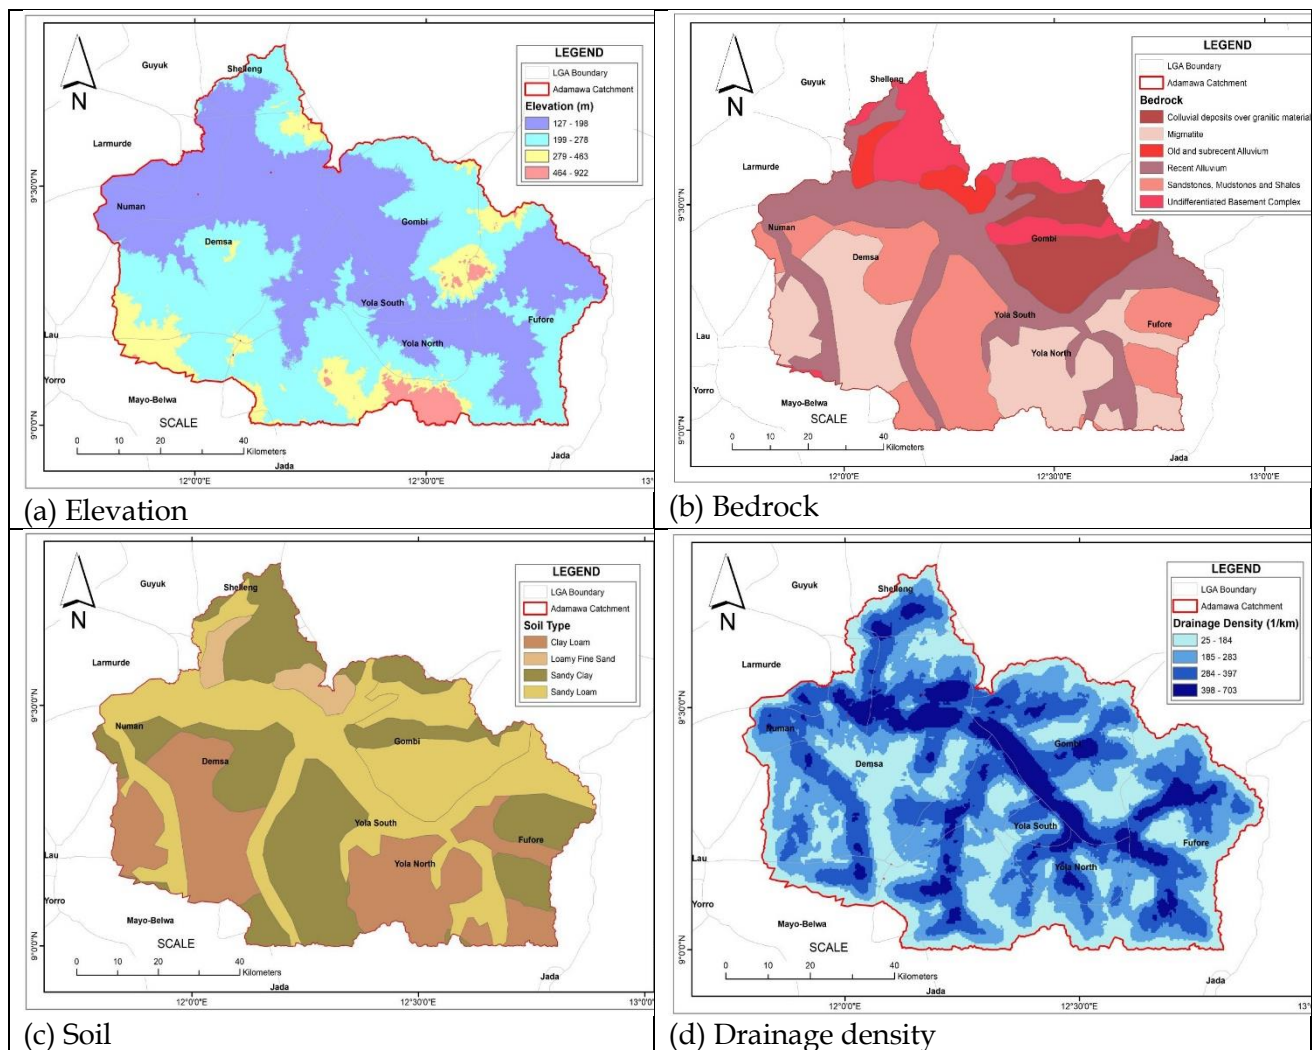 LEGEND
LGA Boundary
Adamawa Catchment
Elevation (m)
127 - 198
199 - 278
279 - 463
464 - 922
N
Guyuk
Shelleng
Larmurde
Numan
Gombi
Demsa
Yola South
Fufore
Yola North
Lau
Yorro
Mayo-Belwa
SCALE
0 10 20 40
Kilometers
Jada
Jada
9°30'0"N
9°0'0"N
12°0'0"E
12°30'0"E
(a) Elevation
LEGEND
LGA Boundary
Adamawa Catchment
Bedrock
Colluvial deposits over granitic material
Migmatite
Old and subrecent Alluvium
Recent Alluvium
Sandstones, Mudstones and Shales
Undifferentiated Basement Complex
N
Guyuk
Shelleng
Larmurde
Numan
Gombi
Demsa
Yola South
Fufore
Yola North
Lau
Yorro
Mayo-Belwa
SCALE
0 10 20 40
Kilometers
Jada
9°30'0"N
9°0'0"N
12°0'0"E
12°30'0"E
13°0'0"E
(b) Bedrock
LEGEND
LGA Boundary
Adamawa Catchment
Soil Type
Clay Loam
Loamy Fine Sand
Sandy Clay
Sandy Loam
N
Guyuk
Shelleng
Larmurde
Numan
Gombi
Demsa
Yola South
Fufore
Yola North
Lau
Yorro
Mayo-Belwa
SCALE
0 10 20 40
Kilometers
Jada
Jada
9°30'0"N
9°0'0"N
12°0'0"E
12°30'0"E
13°0'0"E
(c) Soil
LEGEND
LGA Boundary
Adamawa Catchment
Drainage Density (1/km)
25 - 184
185 - 283
284 - 397
398 - 703
N
Guyuk
Shelleng
Larmurde
Numan
Gombi
Demsa
Yola South
Fufore
Yola North
Lau
Yorro
Mayo-Belwa
SCALE
0 10 20 40
Kilometers
Jada
9°30'0"N
9°0'0"N
12°0'0"E
12°30'0"E
(d) Drainage density